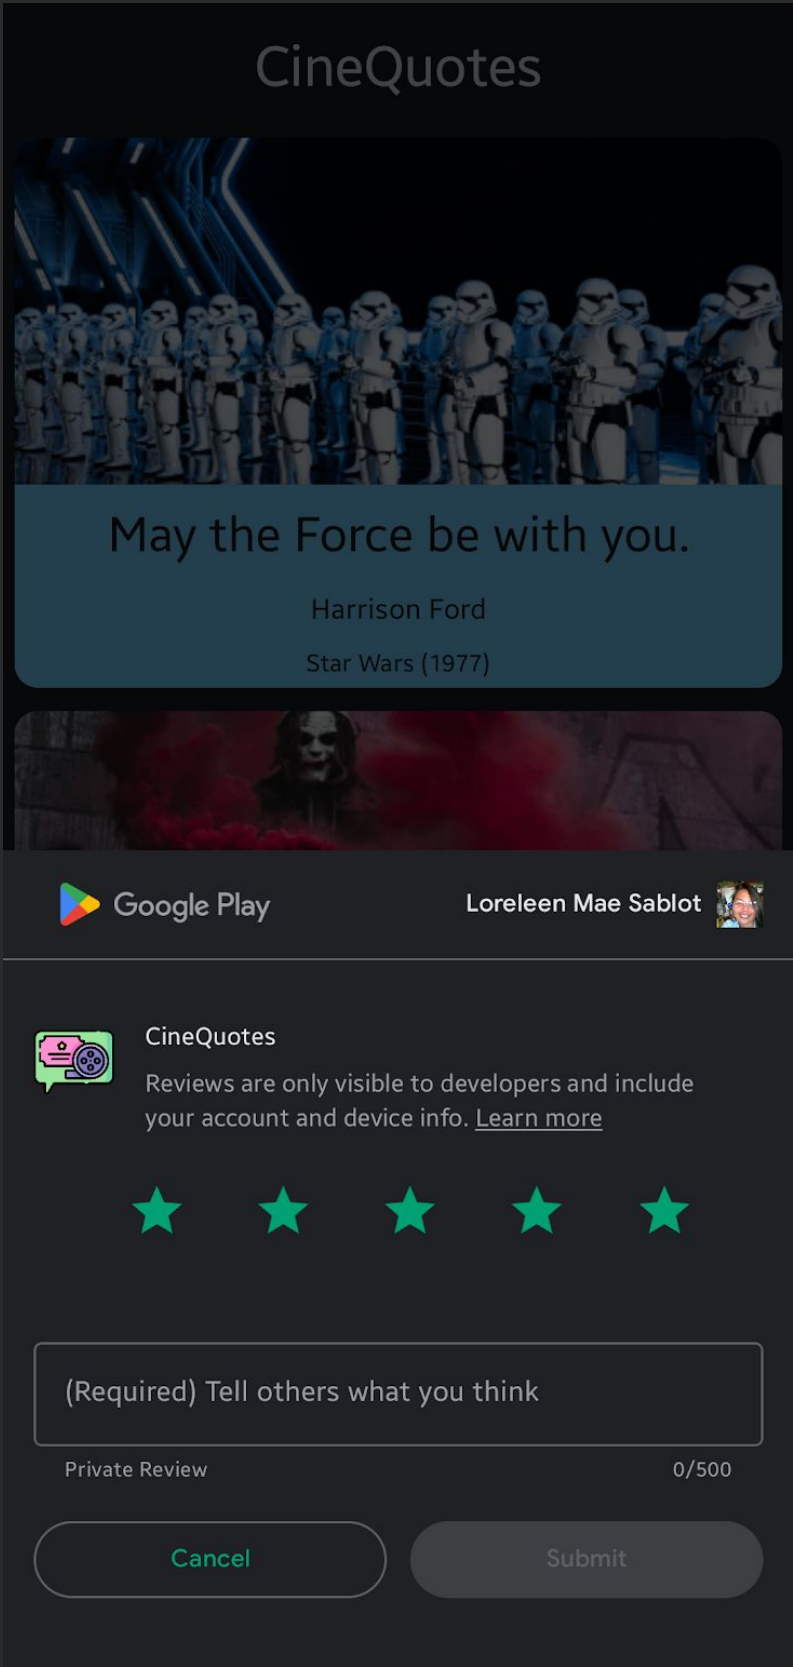 CineQuotes
May the Force be with you.
Harrison Ford
Star Wars (1977)
Google Play
Loreleen Mae Sablot
CineQuotes
Reviews are only visible to developers and include
your account and device info. Learn more
(Required) Tell others what you think
Private Review
0/500
Cancel
Submit